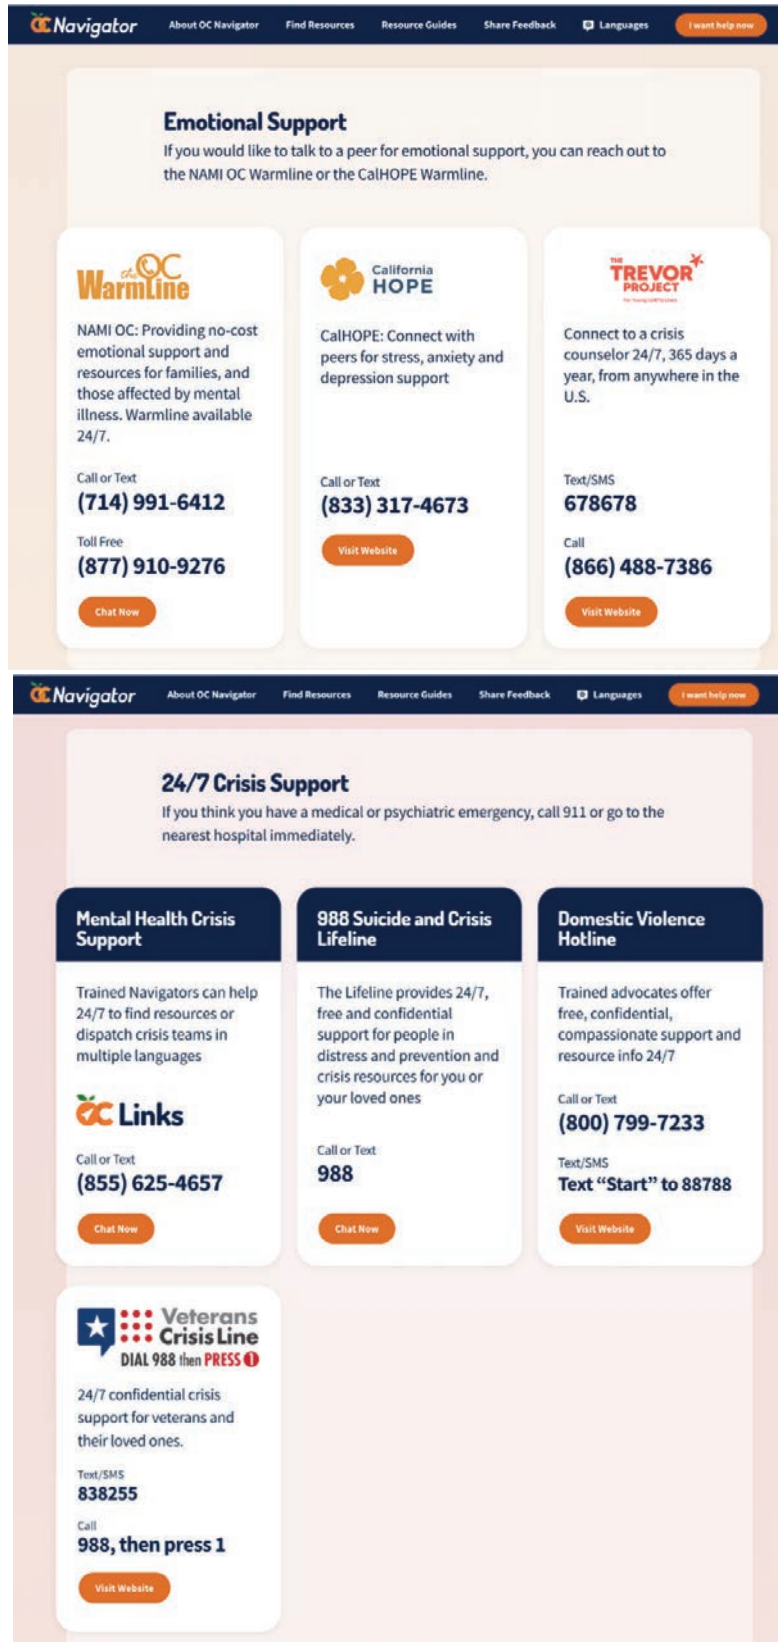 OC Navigator About OC Navigator Find Resources Resource Guides Share Feedback Languages I want help now
Emotional Support
If you would like to talk to a peer for emotional support, you can reach out to
the NAMI OC Warmline or the CalHOPE Warmline.
the OC
WarmLine
NAMI OC: Providing no-cost
emotional support and
resources for families, and
those affected by mental
illness. Warmline available
24/7.
Call or Text
(714) 991-6412
Toll Free
(877) 910-9276
Chat Now
California
HOPE
CalHOPE: Connect with
peers for stress, anxiety and
depression support
Call or Text
(833) 317-4673
Visit Website
THE
TREVOR
PROJECT
For Young LGBTQ Lives
Connect to a crisis
counselor 24/7, 365 days a
year, from anywhere in the
U.S.
Text/SMS
678678
Call
(866) 488-7386
Visit Website
OC Navigator About OC Navigator Find Resources Resource Guides Share Feedback Languages I want help now
24/7 Crisis Support
If you think you have a medical or psychiatric emergency, call 911 or go to the
nearest hospital immediately.
Mental Health Crisis
Support
Trained Navigators can help
24/7 to find resources or
dispatch crisis teams in
multiple languages
OC Links
Call or Text
(855) 625-4657
Chat Now
988 Suicide and Crisis
Lifeline
The Lifeline provides 24/7,
free and confidential
support for people in
distress and prevention and
crisis resources for you or
your loved ones
Call or Text
988
Chat Now
Domestic Violence
Hotline
Trained advocates offer
free, confidential,
compassionate support and
resource info 24/7
Call or Text
(800) 799-7233
Text/SMS
Text “Start” to 88788
Visit Website
Veterans
Crisis Line
DIAL 988 then PRESS 1
24/7 confidential crisis
support for veterans and
their loved ones.
Text/SMS
838255
Call
988, then press 1
Visit Website